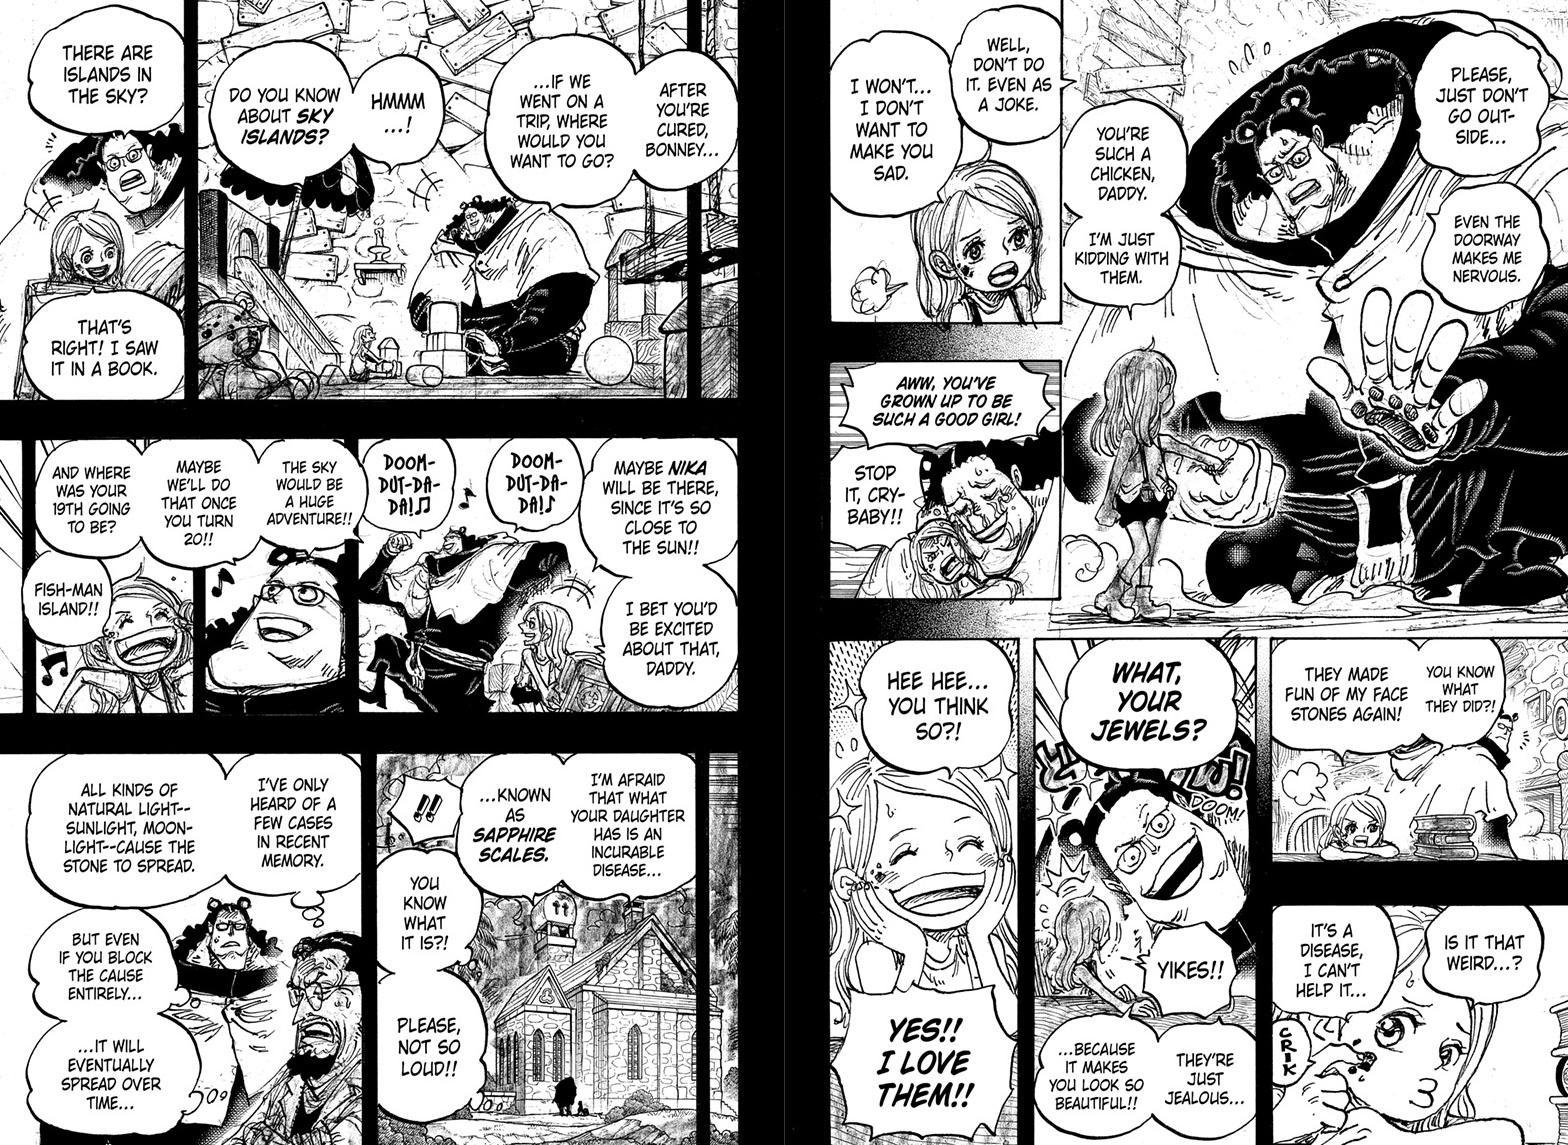 PLEASE,
JUST DON'T
GO OUT-
SIDE...
EVEN THE
DOORWAY
MAKES ME
NERVOUS.
YOU'RE
SUCH A
CHICKEN,
DADDY.
I'M JUST
KIDDING WITH
THEM.
WELL,
DON'T DO
IT. EVEN AS
A JOKE.
I WON'T...
I DON'T
WANT TO
MAKE YOU
SAD.
AWW, YOU'VE
GROWN UP TO BE
SUCH A GOOD GIRL!
STOP
IT, CRY-
BABY!!
YOU KNOW
WHAT
THEY DID?!
THEY MADE
FUN OF MY FACE
STONES AGAIN!
IS IT THAT
WEIRD...?
IT'S A
DISEASE,
I CAN'T
HELP IT...
CRIK
WHAT,
YOUR
JEWELS?
DOOM!
YIKES!!
THEY'RE
JUST
JEALOUS...
...BECAUSE
IT MAKES
YOU LOOK SO
BEAUTIFUL!!
HEE HEE...
YOU THINK
SO?!
YES!!
I LOVE
THEM!!
AFTER
YOU'RE
CURED,
BONNEY...
...IF WE
WENT ON A
TRIP, WHERE
WOULD YOU
WANT TO GO?
HMMM
...!
DO YOU KNOW
ABOUT SKY
ISLANDS?
THERE ARE
ISLANDS IN
THE SKY?
THAT'S
RIGHT! I SAW
IT IN A BOOK.
MAYBE NIKA
WILL BE THERE,
SINCE IT'S SO
CLOSE TO
THE SUN!!
I BET YOU'D
BE EXCITED
ABOUT THAT,
DADDY.
DOOM-
DUT-DA-
DA!♪
DOOM-
DUT-DA-
DA!♫
THE SKY
WOULD BE
A HUGE
ADVENTURE!!
MAYBE
WE'LL DO
THAT ONCE
YOU TURN
20!!
AND WHERE
WAS YOUR
19TH GOING
TO BE?
FISH-MAN
ISLAND!!
I'M AFRAID
THAT WHAT
YOUR DAUGHTER
HAS IS AN
INCURABLE
DISEASE...
...KNOWN
AS
SAPPHIRE
SCALES.
!!
YOU
KNOW
WHAT
IT IS?!
PLEASE,
NOT SO
LOUD!!
I'VE ONLY
HEARD OF A
FEW CASES
IN RECENT
MEMORY.
ALL KINDS OF
NATURAL LIGHT--
SUNLIGHT, MOON-
LIGHT--CAUSE THE
STONE TO SPREAD.
BUT EVEN
IF YOU BLOCK
THE CAUSE
ENTIRELY...
...IT WILL
EVENTUALLY
SPREAD OVER
TIME...